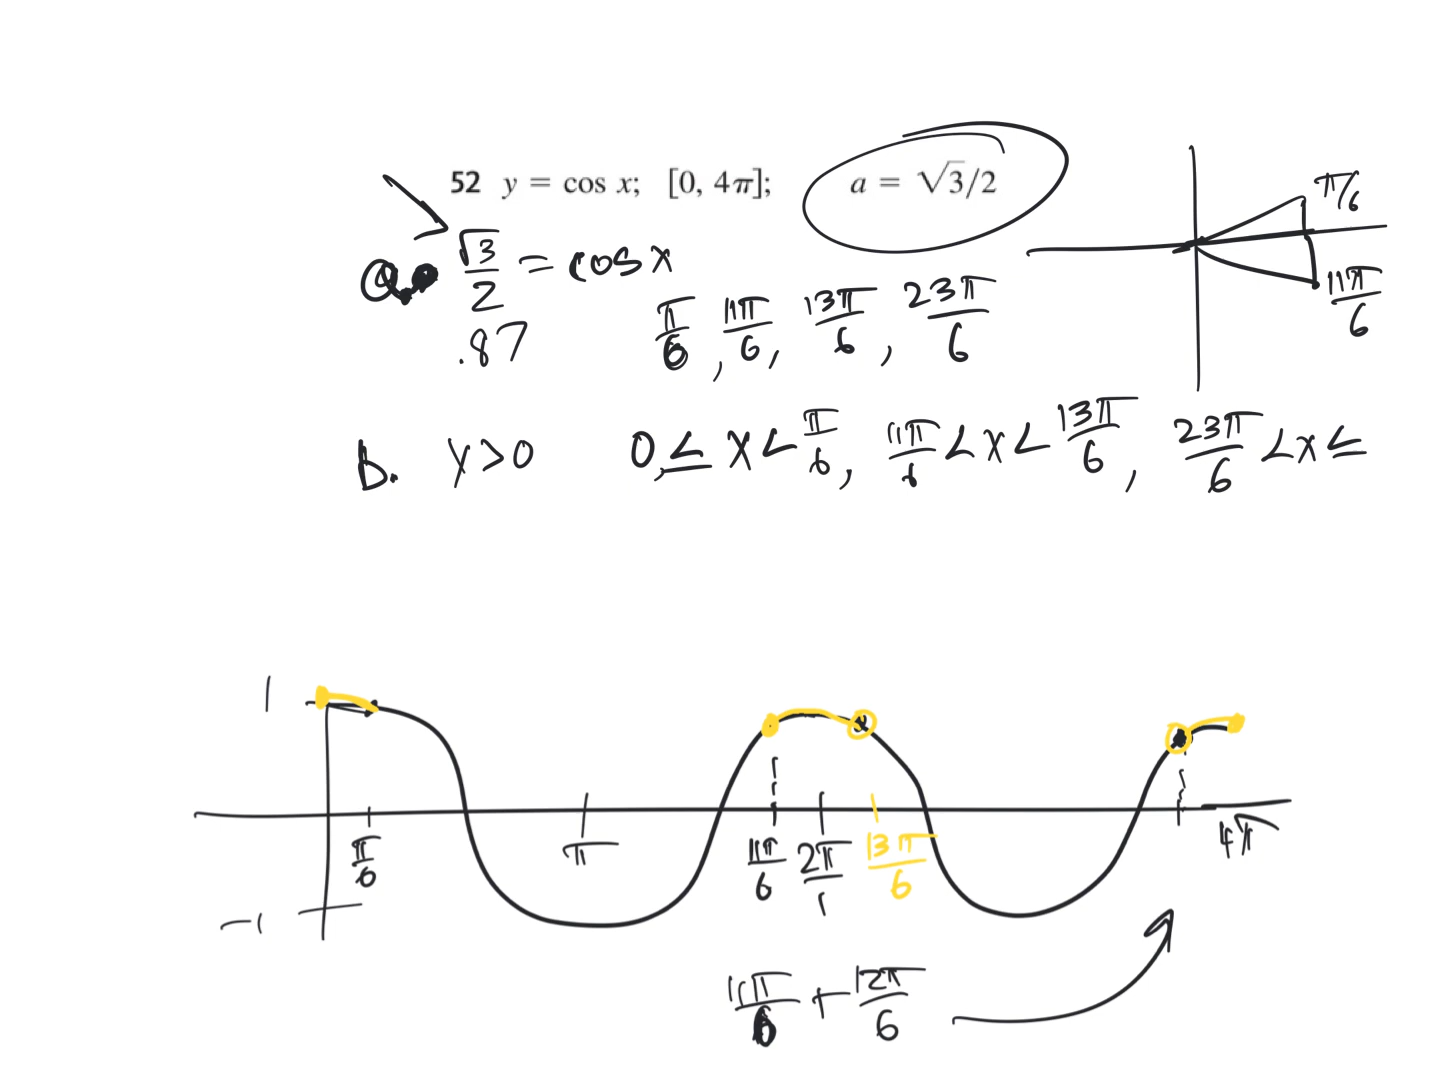 52 y = cos x; [0, 4π]; a = √3/2
π/6
a. √3/2 = cos x
.87
π/6, 11π/6, 13π/6, 23π/6
11π/6
b. y > 0 0 ≤ x < π/6, 11π/6 < x < 13π/6, 23π/6 < x ≤
1
π/6 π 11π/6 2π 13π/6 4π
-1
11π/6 + 12π/6